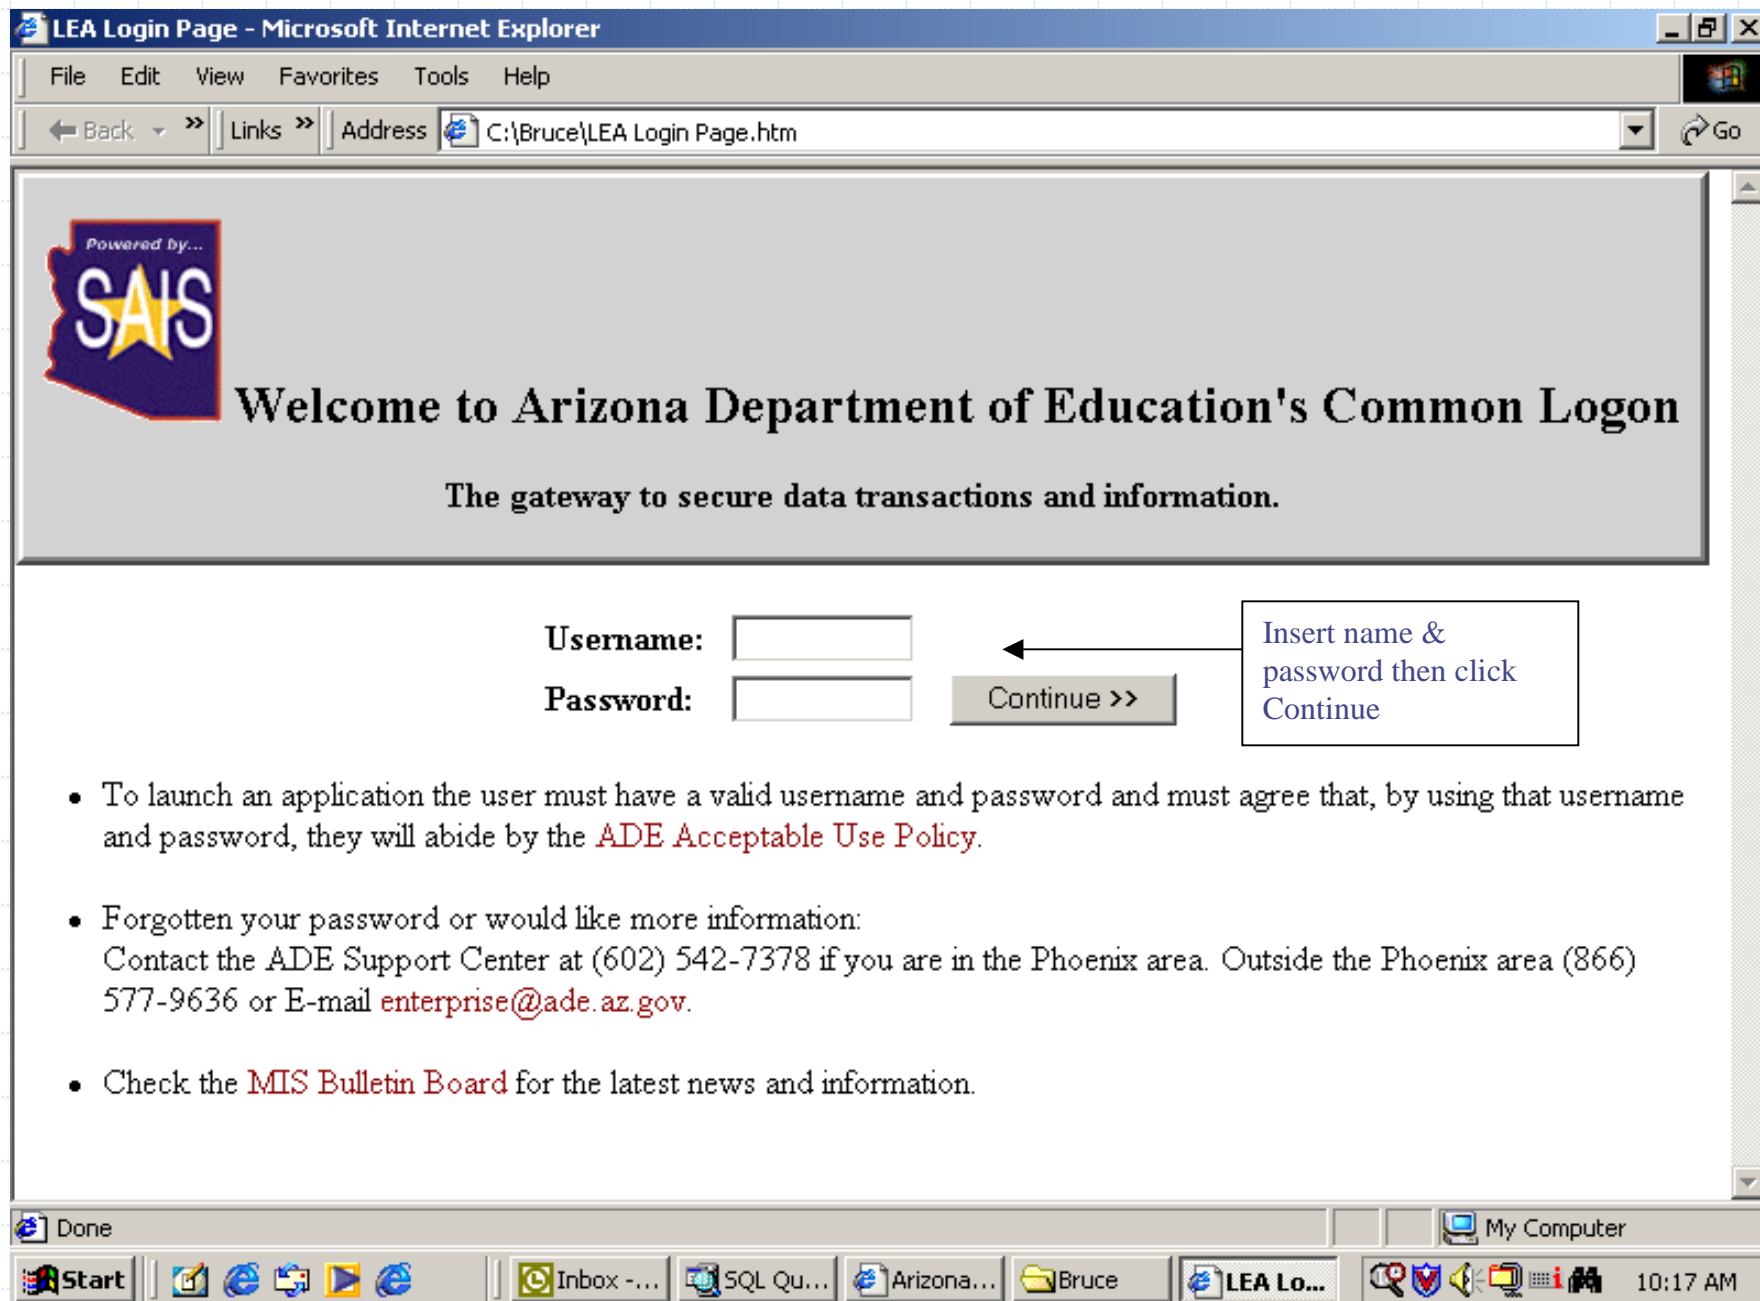 LEA Login Page - Microsoft Internet Explorer
File Edit View Favorites Tools Help
Back Links Address C:\Bruce\LEA Login Page.htm Go
Powered by...
SAIS
Welcome to Arizona Department of Education's Common Logon
The gateway to secure data transactions and information.
Username:
Password: Continue >>
Insert name &
password then click
Continue
• To launch an application the user must have a valid username and password and must agree that, by using that username
and password, they will abide by the ADE Acceptable Use Policy.
• Forgotten your password or would like more information:
Contact the ADE Support Center at (602) 542-7378 if you are in the Phoenix area. Outside the Phoenix area (866)
577-9636 or E-mail enterprise@ade.az.gov.
• Check the MIS Bulletin Board for the latest news and information.
Done My Computer
Start Inbox -... SQL Qu... Arizona... Bruce LEA Lo... 10:17 AM